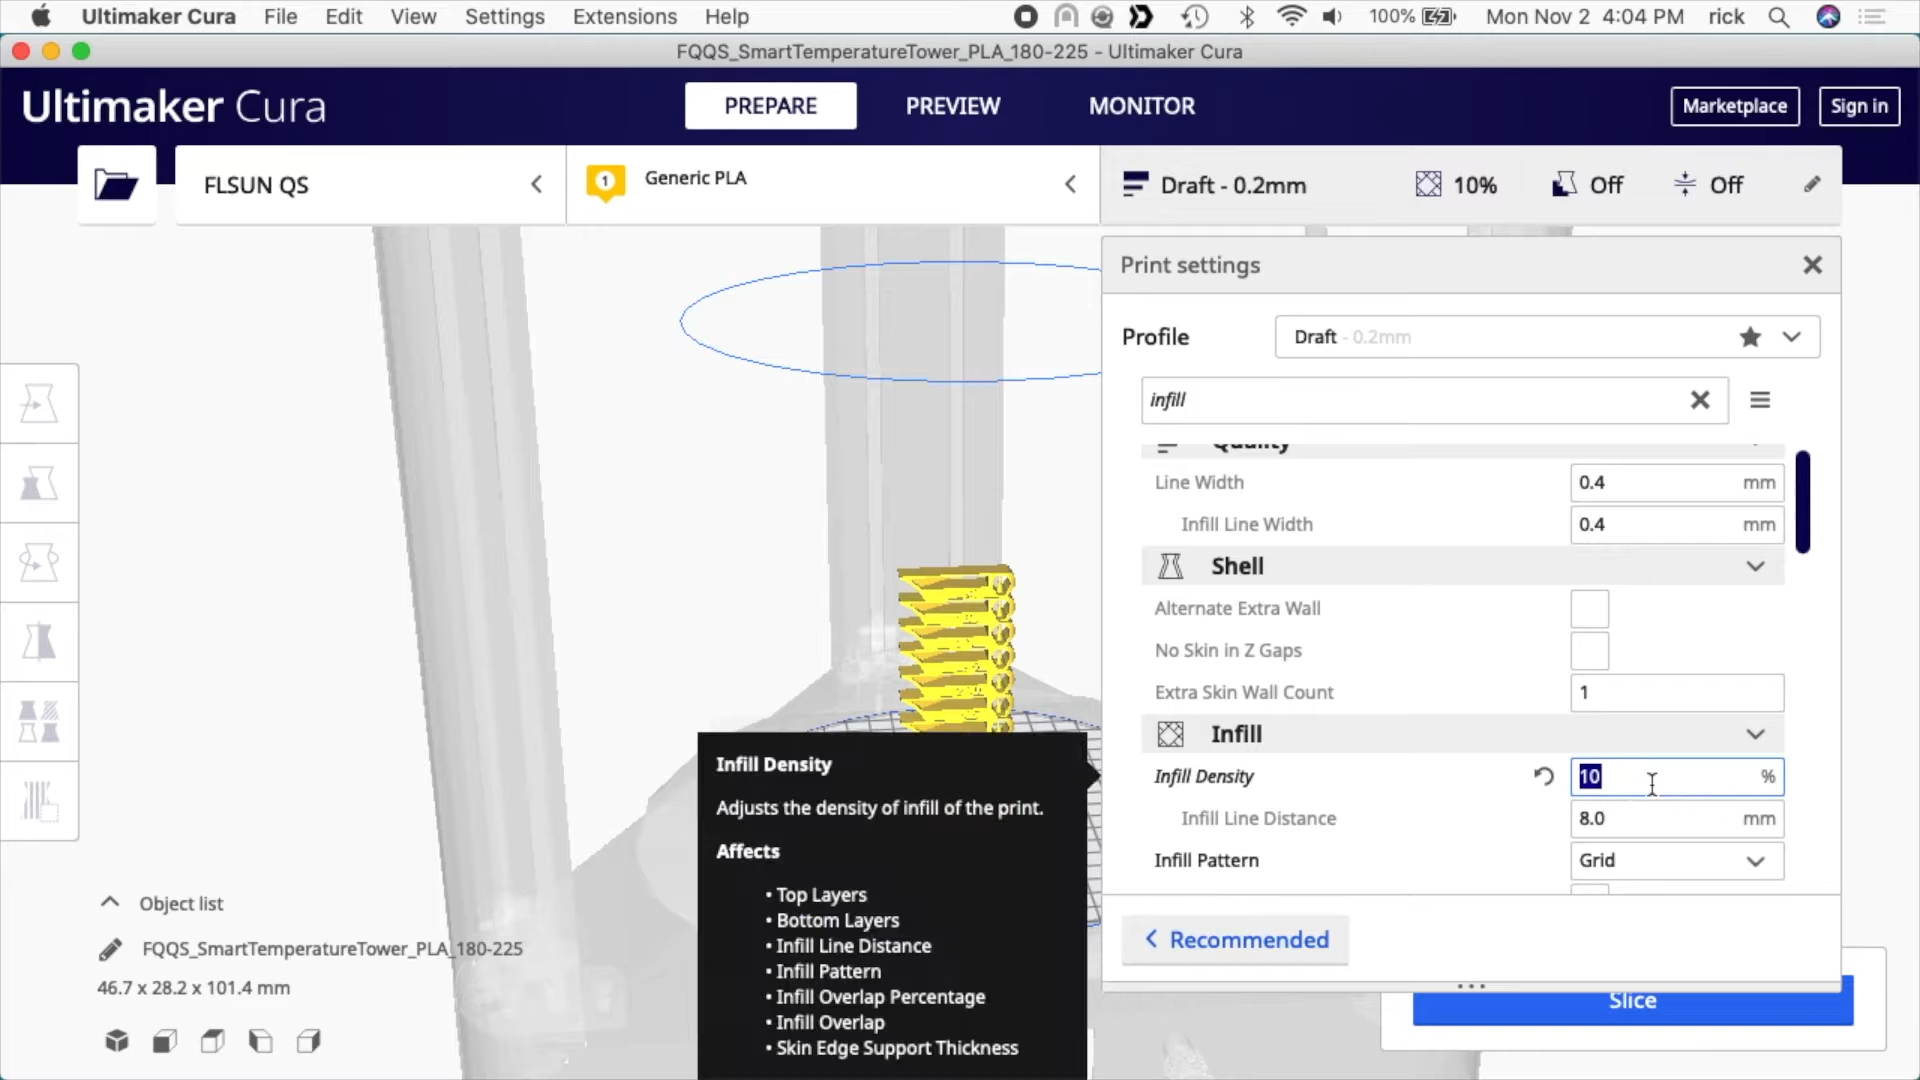 Ultimaker Cura File Edit View Settings Extensions Help 100% Mon Nov 2 4:04 PM rick
FQQS_SmartTemperatureTower_PLA_180-225 - Ultimaker Cura
Ultimaker Cura PREPARE PREVIEW MONITOR Marketplace Sign in
FLSUN QS 1 Generic PLA Draft - 0.2mm 10% Off Off
Print settings
Profile Draft - 0.2mm
infill
Quality
Line Width 0.4 mm
Infill Line Width 0.4 mm
Shell
Alternate Extra Wall
No Skin in Z Gaps
Extra Skin Wall Count 1
Infill
Infill Density 10 %
Infill Line Distance 8.0 mm
Infill Pattern Grid
Recommended
Slice
Infill Density
Adjusts the density of infill of the print.
Affects
• Top Layers
• Bottom Layers
• Infill Line Distance
• Infill Pattern
• Infill Overlap Percentage
• Infill Overlap
• Skin Edge Support Thickness
Object list
FQQS_SmartTemperatureTower_PLA_180-225
46.7 x 28.2 x 101.4 mm